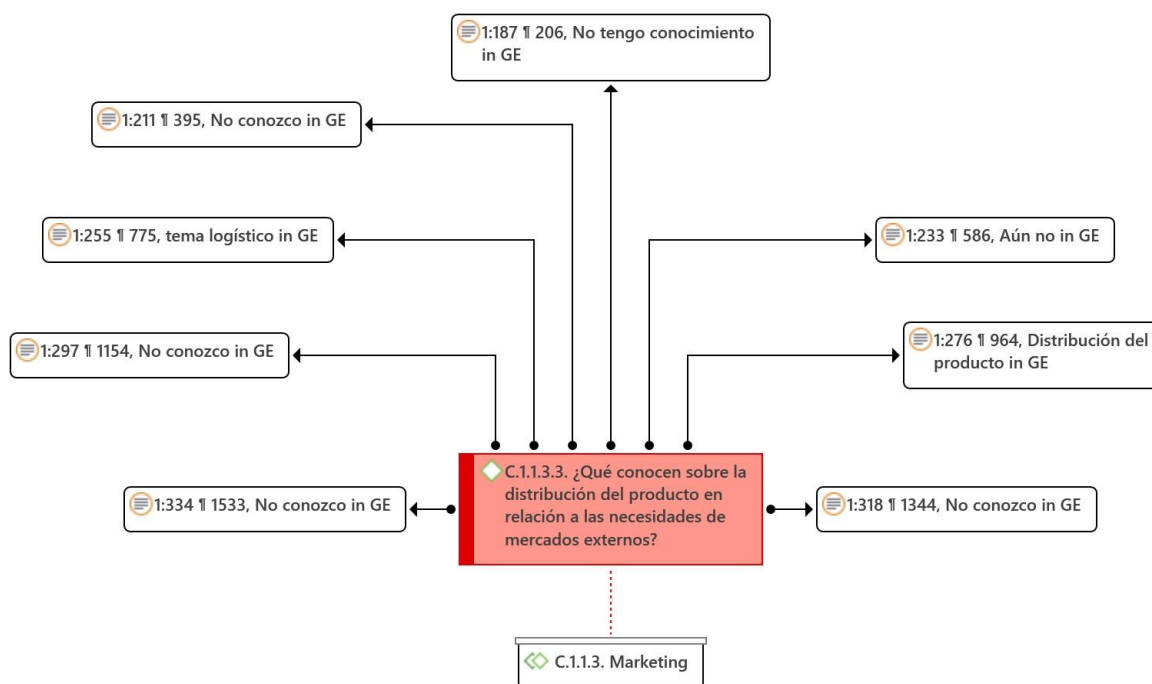 1:187 ¶ 206, No tengo conocimiento
in GE
1:211 ¶ 395, No conozco in GE
1:255 ¶ 775, tema logístico in GE
1:233 ¶ 586, Aún no in GE
1:297 ¶ 1154, No conozco in GE
1:276 ¶ 964, Distribución del
producto in GE
C.1.1.3.3. ¿Qué conocen sobre la
distribución del producto en
relación a las necesidades de
mercados externos?
1:334 ¶ 1533, No conozco in GE
1:318 ¶ 1344, No conozco in GE
C.1.1.3. Marketing